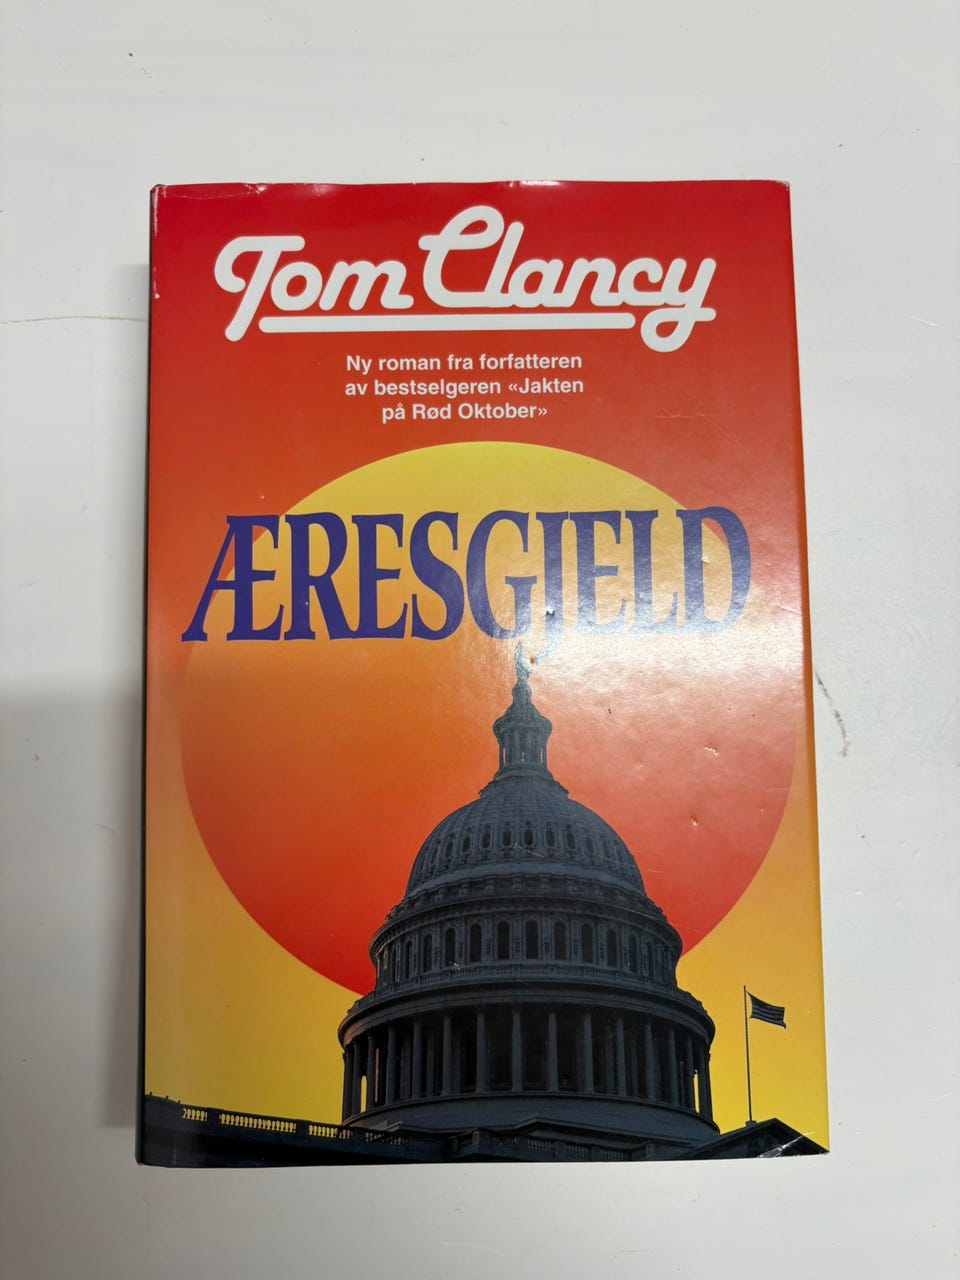 Tom Clancy
Ny roman fra forfatteren
av bestselgeren «Jakten
på Rød Oktober»
ÆRESGJELD